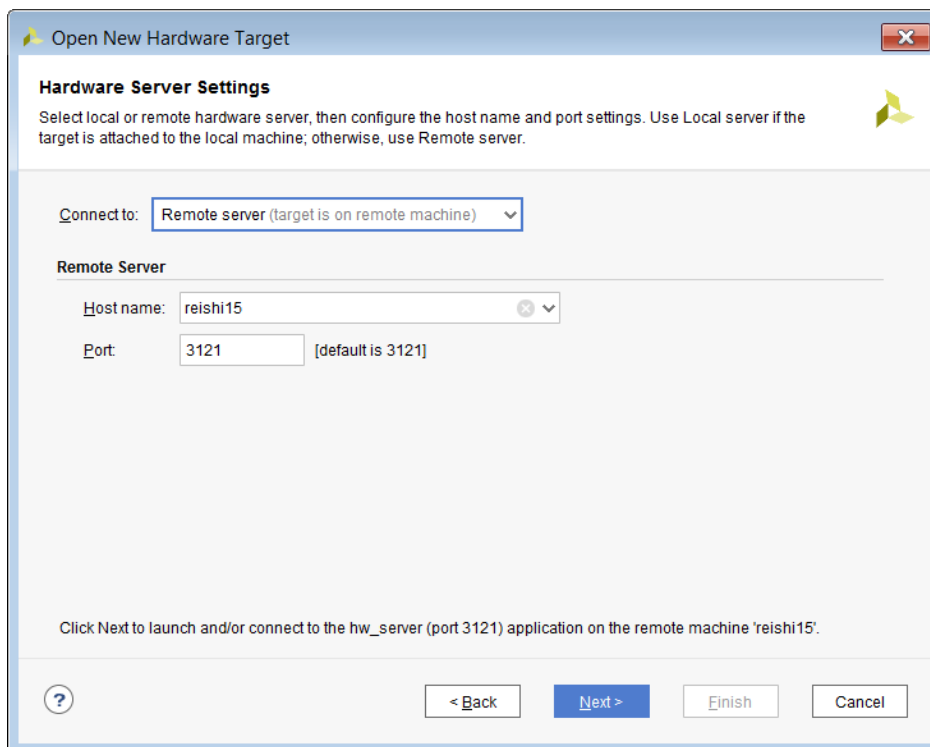 Open New Hardware Target
Hardware Server Settings
Select local or remote hardware server, then configure the host name and port settings. Use Local server if the
target is attached to the local machine; otherwise, use Remote server.
Connect to: Remote server (target is on remote machine)
Remote Server
Host name: reishi15
Port: 3121 [default is 3121]
Click Next to launch and/or connect to the hw_server (port 3121) application on the remote machine 'reishi15'.
? < Back Next > Finish Cancel